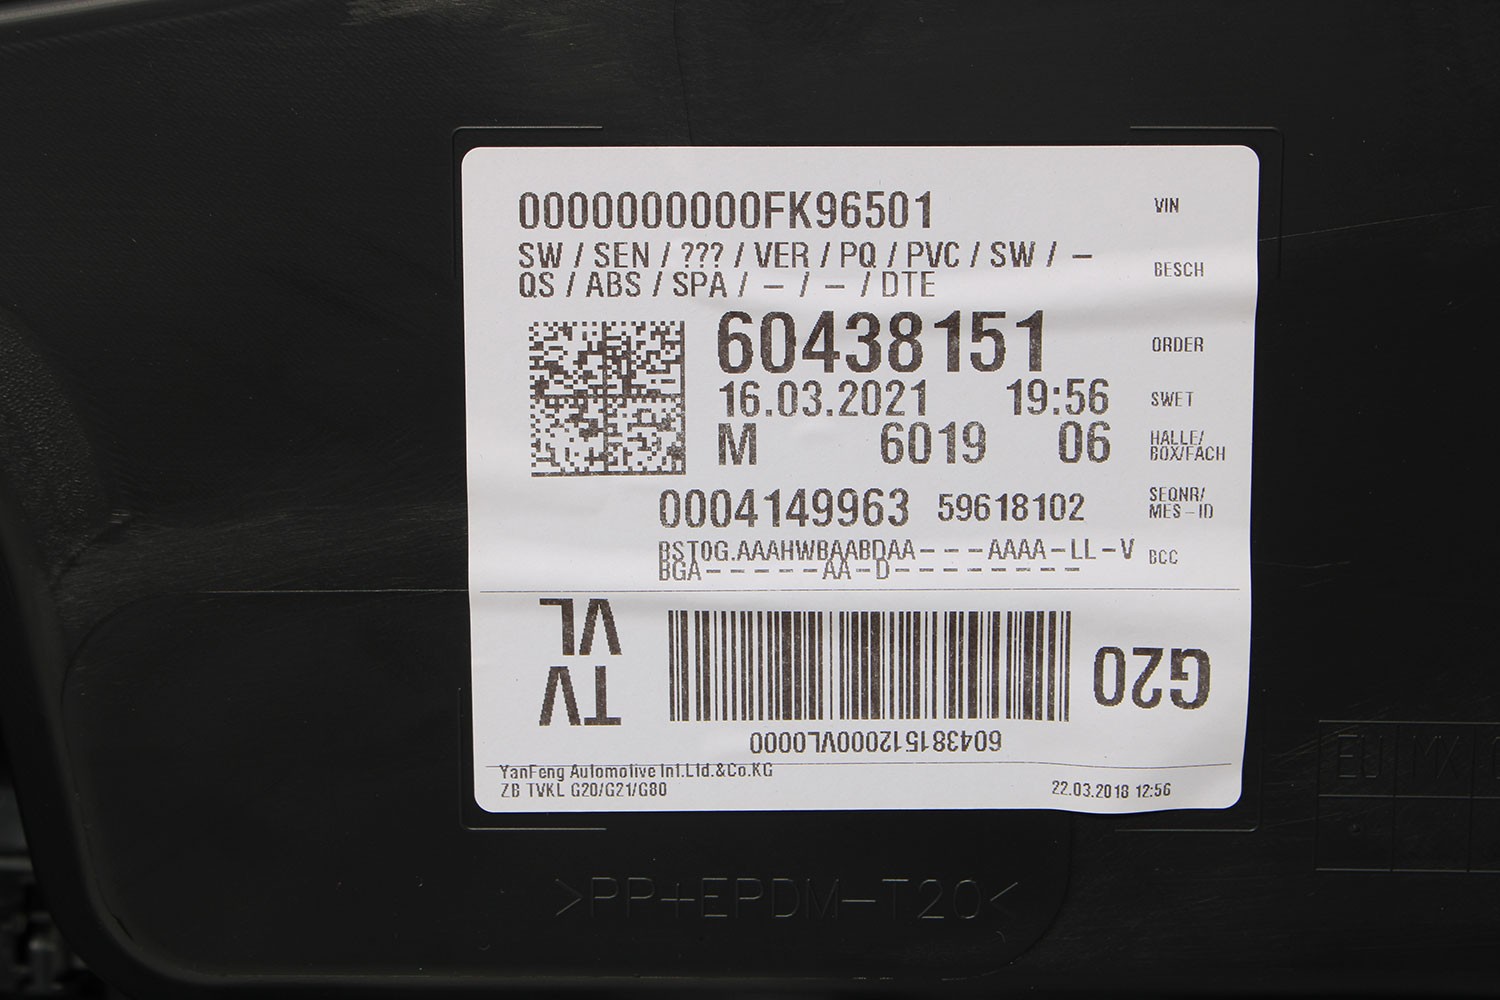 0000000000FK96501 VIN
SW / SEN / ??? / VER / PQ / PVC / SW / –
QS / ABS / SPA / – / – / DTE BESCH
60438151 ORDER
16.03.2021 19:56 SWET
M 6019 06 HALLE/
BOX/FACH
0004149963 59618102 SEQNR/
MES-ID
BST0G.AAAHWBAABDAA---AAAA-LL-V BCC
BGA-----AA-D--------
TV
VL
G20
604381512000VL0000
YanFeng Automotive Int.Ltd.&Co.KG
ZB TVKL G20/G21/G80 22.03.2018 12:56
>PP+EPDM-T20<